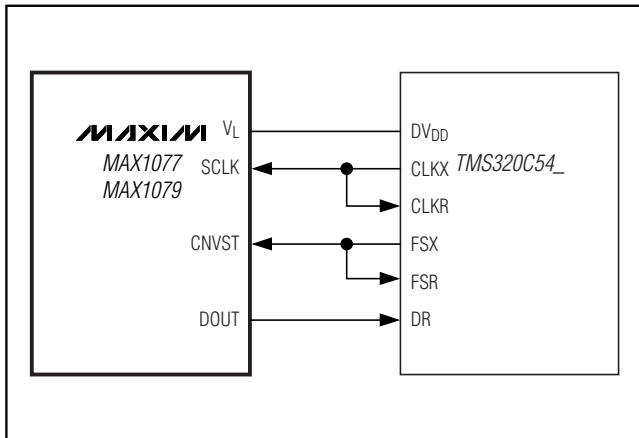 MAXIM
MAX1077
MAX1079
VL
SCLK
CNVST
DOUT
DVDD
CLKX
TMS320C54_
CLKR
FSX
FSR
DR